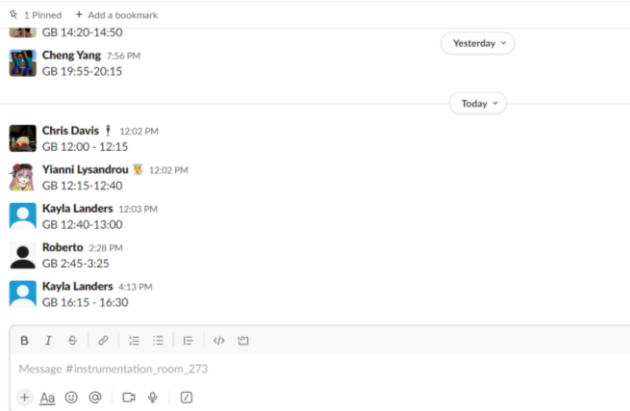 1 Pinned + Add a bookmark
GB 14:20-14:50
Yesterday
Cheng Yang 7:56 PM
GB 19:55-20:15
Today
Chris Davis 12:02 PM
GB 12:00 - 12:15
Yianni Lysandrou 12:02 PM
GB 12:15-12:40
Kayla Landers 12:03 PM
GB 12:40-13:00
Roberto 2:28 PM
GB 2:45-3:25
Kayla Landers 4:13 PM
GB 16:15 - 16:30
B I S </>
Message #instrumentation_room_273
+ Aa @